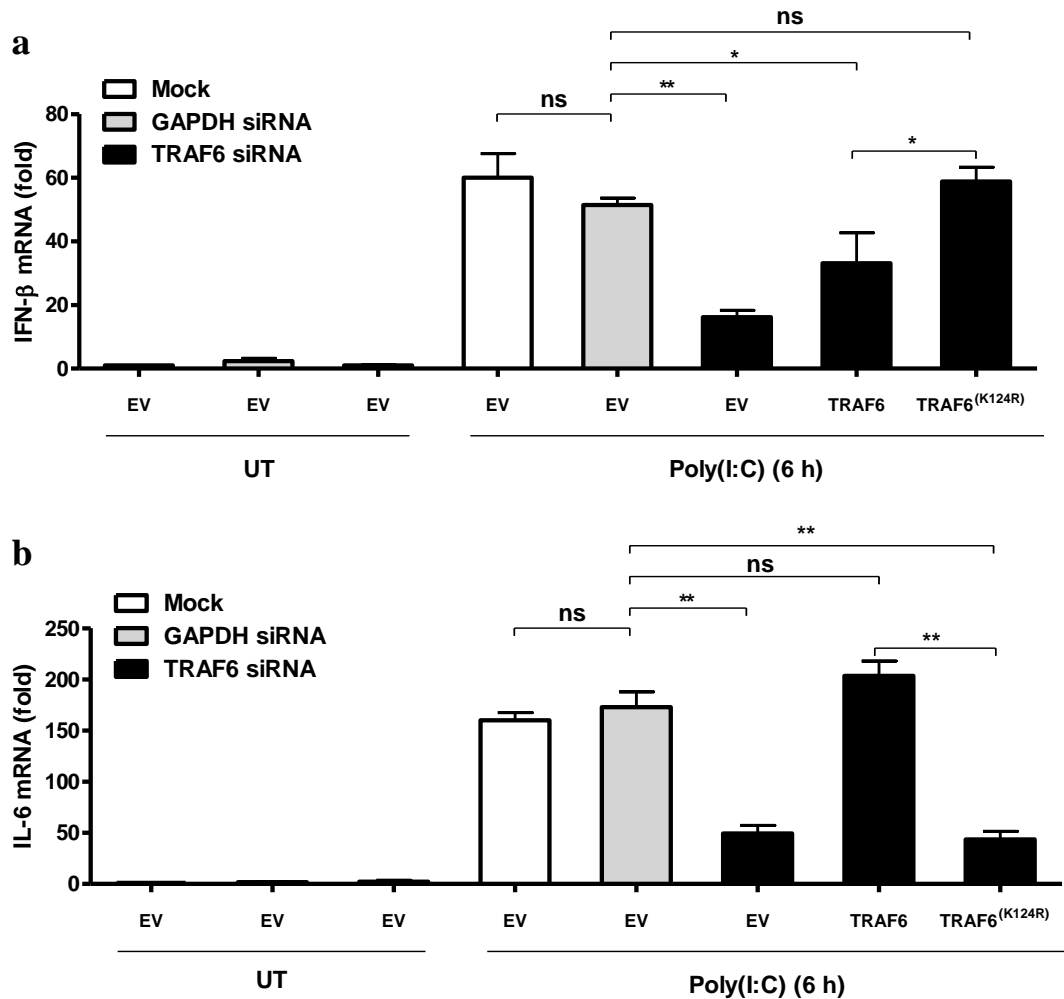 a
ns
*
**
ns
*
Mock
GAPDH siRNA
TRAF6 siRNA
IFN-β mRNA (fold)
80
60
40
20
0
EV EV EV EV EV EV TRAF6 TRAF6(K124R)
UT Poly(I:C) (6 h)
b
**
ns
**
ns
**
Mock
GAPDH siRNA
TRAF6 siRNA
IL-6 mRNA (fold)
250
200
150
100
50
0
EV EV EV EV EV EV TRAF6 TRAF6(K124R)
UT Poly(I:C) (6 h)